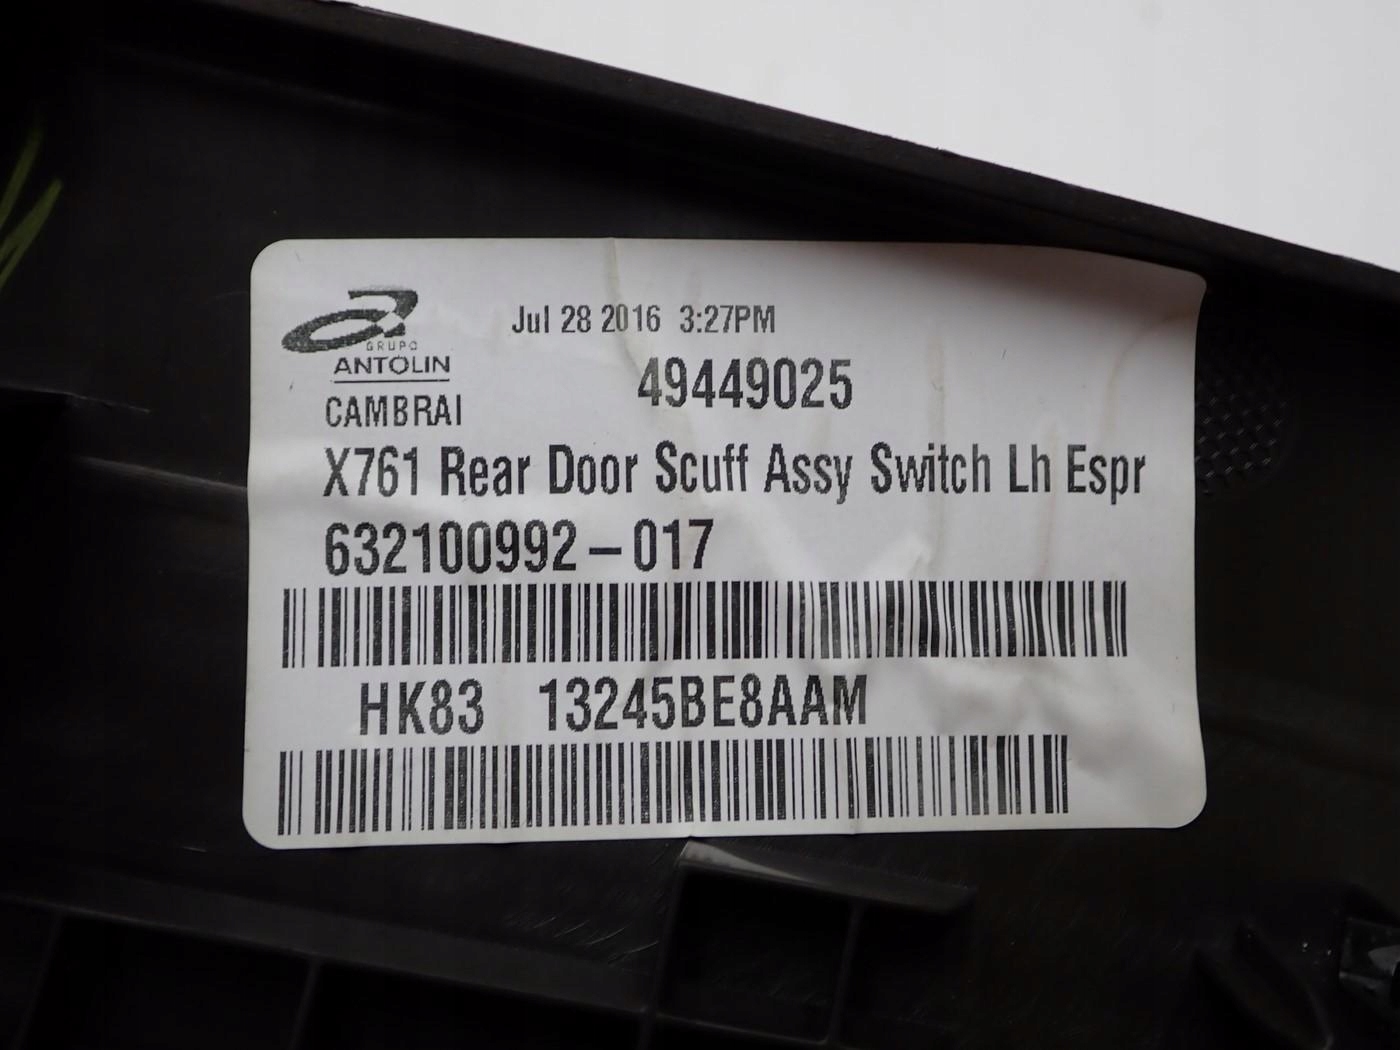 Jul 28 2016 3:27PM
GRUPO
ANTOLIN
49449025
CAMBRAI
X761 Rear Door Scuff Assy Switch Lh Espr
632100992-017
HK83 13245BE8AAM